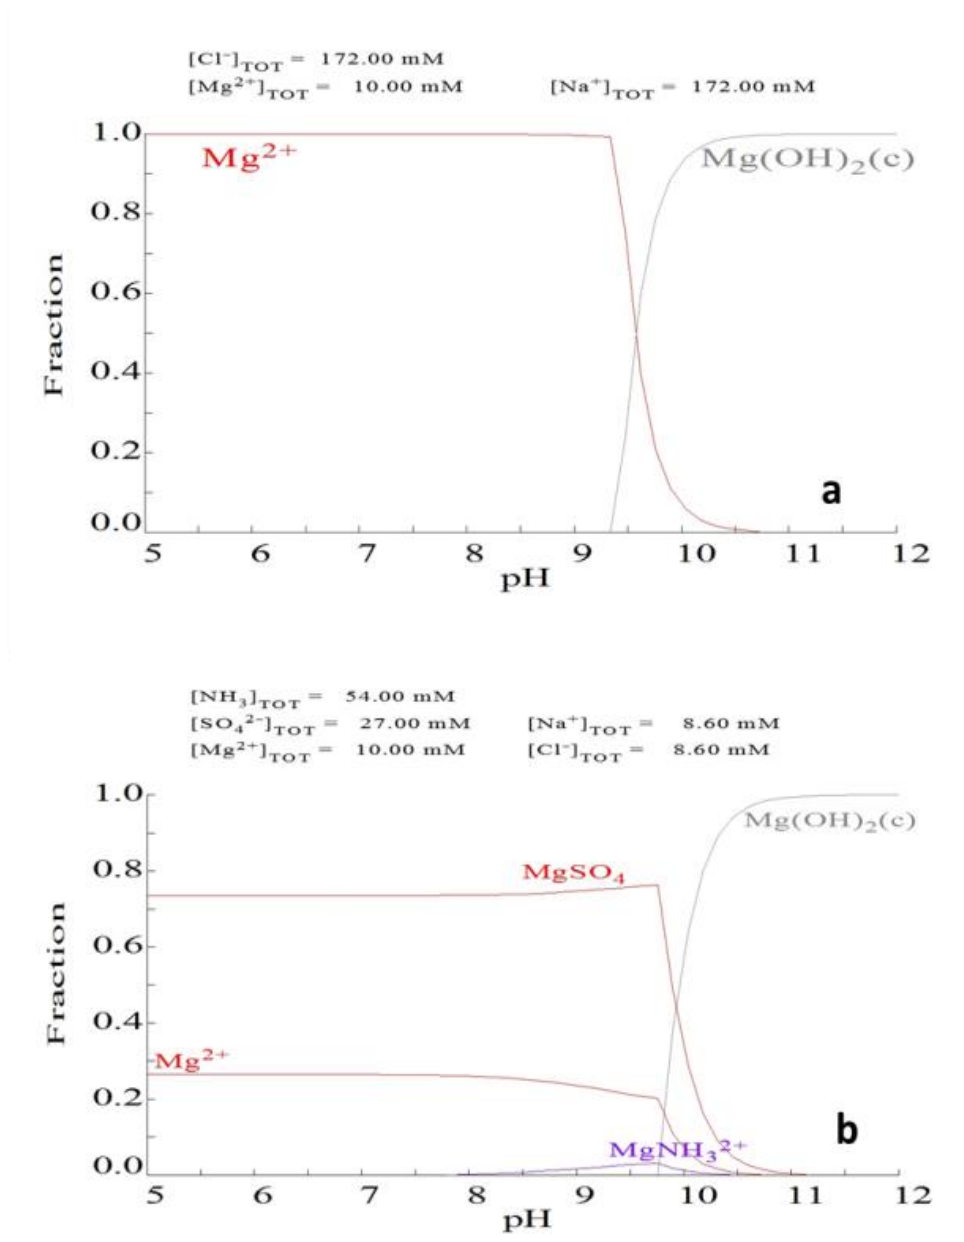 [Cl⁻]TOT = 172.00 mM
[Mg²⁺]TOT = 10.00 mM [Na⁺]TOT = 172.00 mM
1.0
Mg²⁺ Mg(OH)₂(c)
0.8
0.6
Fraction
0.4
0.2
a
0.0
5 6 7 8 9 10 11 12
pH
[NH₃]TOT = 54.00 mM
[SO₄²⁻]TOT = 27.00 mM [Na⁺]TOT = 8.60 mM
[Mg²⁺]TOT = 10.00 mM [Cl⁻]TOT = 8.60 mM
1.0
Mg(OH)₂(c)
0.8
MgSO₄
0.6
Fraction
0.4
Mg²⁺
0.2
b
MgNH₃²⁺
0.0
5 6 7 8 9 10 11 12
pH